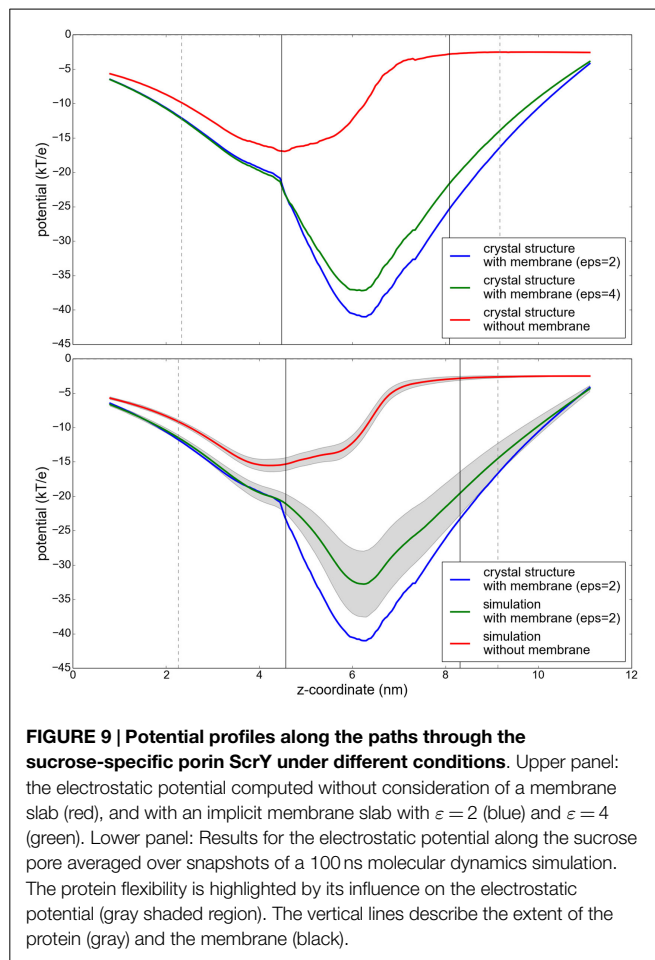 0
−5
−10
−15
−20
−25
−30
−35
−40
−45
potential (kT/e)
crystal structure
with membrane (eps=2)
crystal structure
with membrane (eps=4)
crystal structure
without membrane
0
−5
−10
−15
−20
−25
−30
−35
−40
−45
potential (kT/e)
crystal structure
with membrane (eps=2)
simulation
with membrane (eps=2)
simulation
without membrane
0 2 4 6 8 10 12
z-coordinate (nm)
FIGURE 9 | Potential profiles along the paths through the
sucrose-specific porin ScrY under different conditions. Upper panel:
the electrostatic potential computed without consideration of a membrane
slab (red), and with an implicit membrane slab with ε = 2 (blue) and ε = 4
(green). Lower panel: Results for the electrostatic potential along the sucrose
pore averaged over snapshots of a 100 ns molecular dynamics simulation.
The protein flexibility is highlighted by its influence on the electrostatic
potential (gray shaded region). The vertical lines describe the extent of the
protein (gray) and the membrane (black).